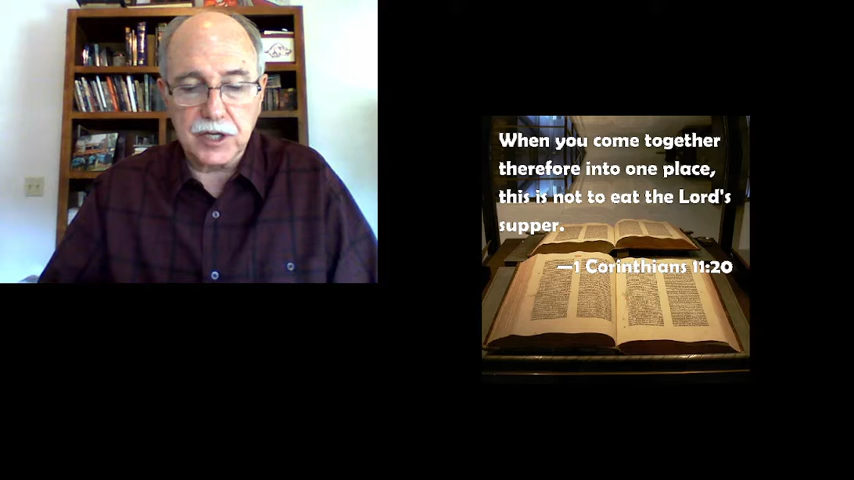 When you come together
therefore into one place,
this is not to eat the Lord's
supper.
—1 Corinthians 11:20